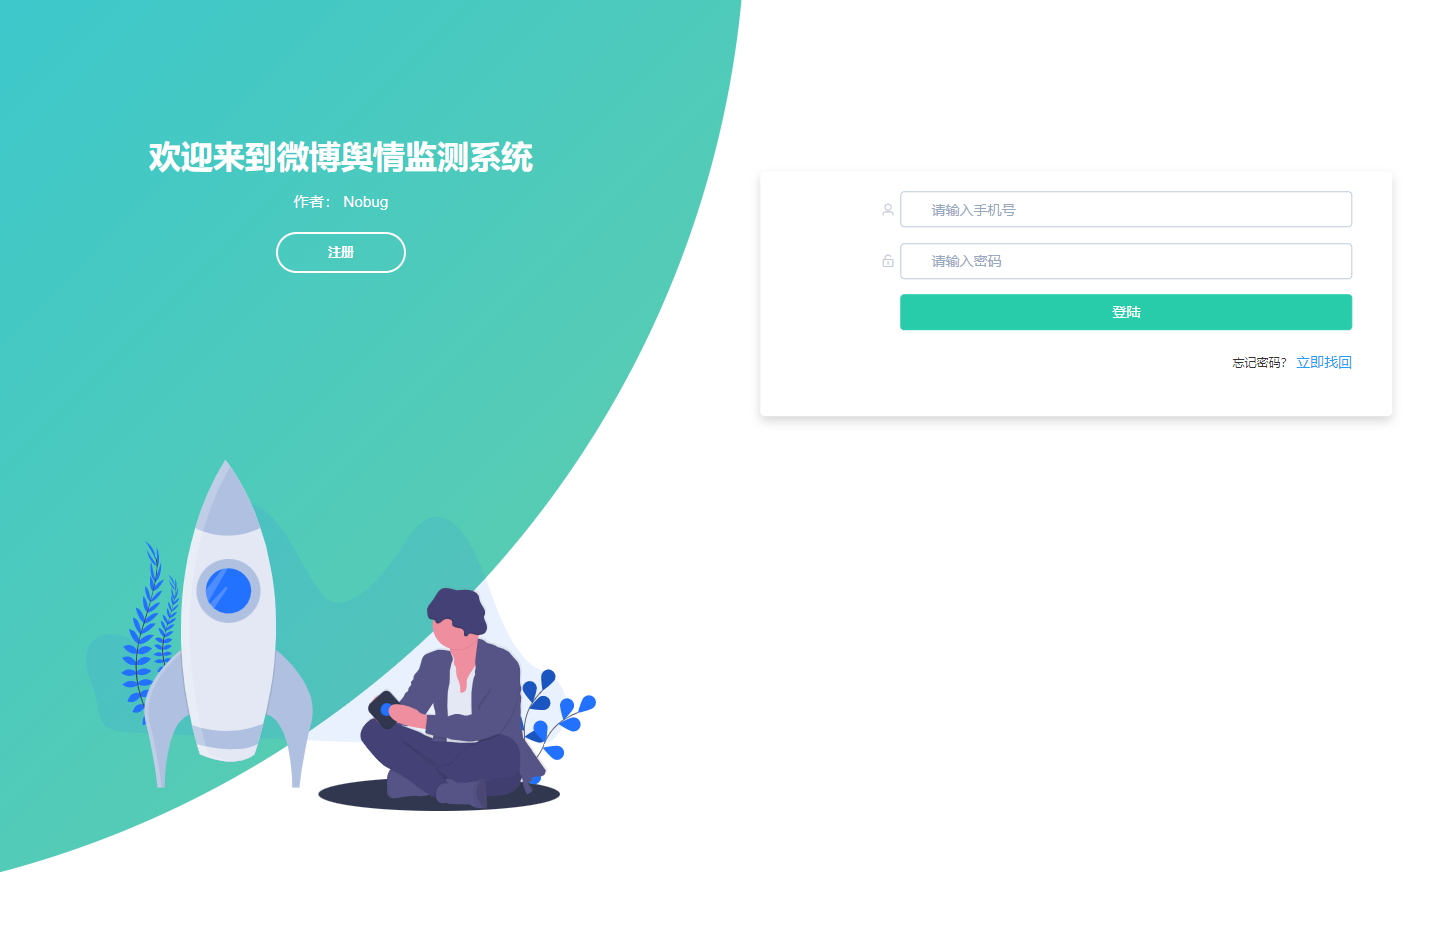 欢迎来到微博舆情监测系统
作者： Nobug
注册
请输入手机号
请输入密码
登陆
忘记密码? 立即找回